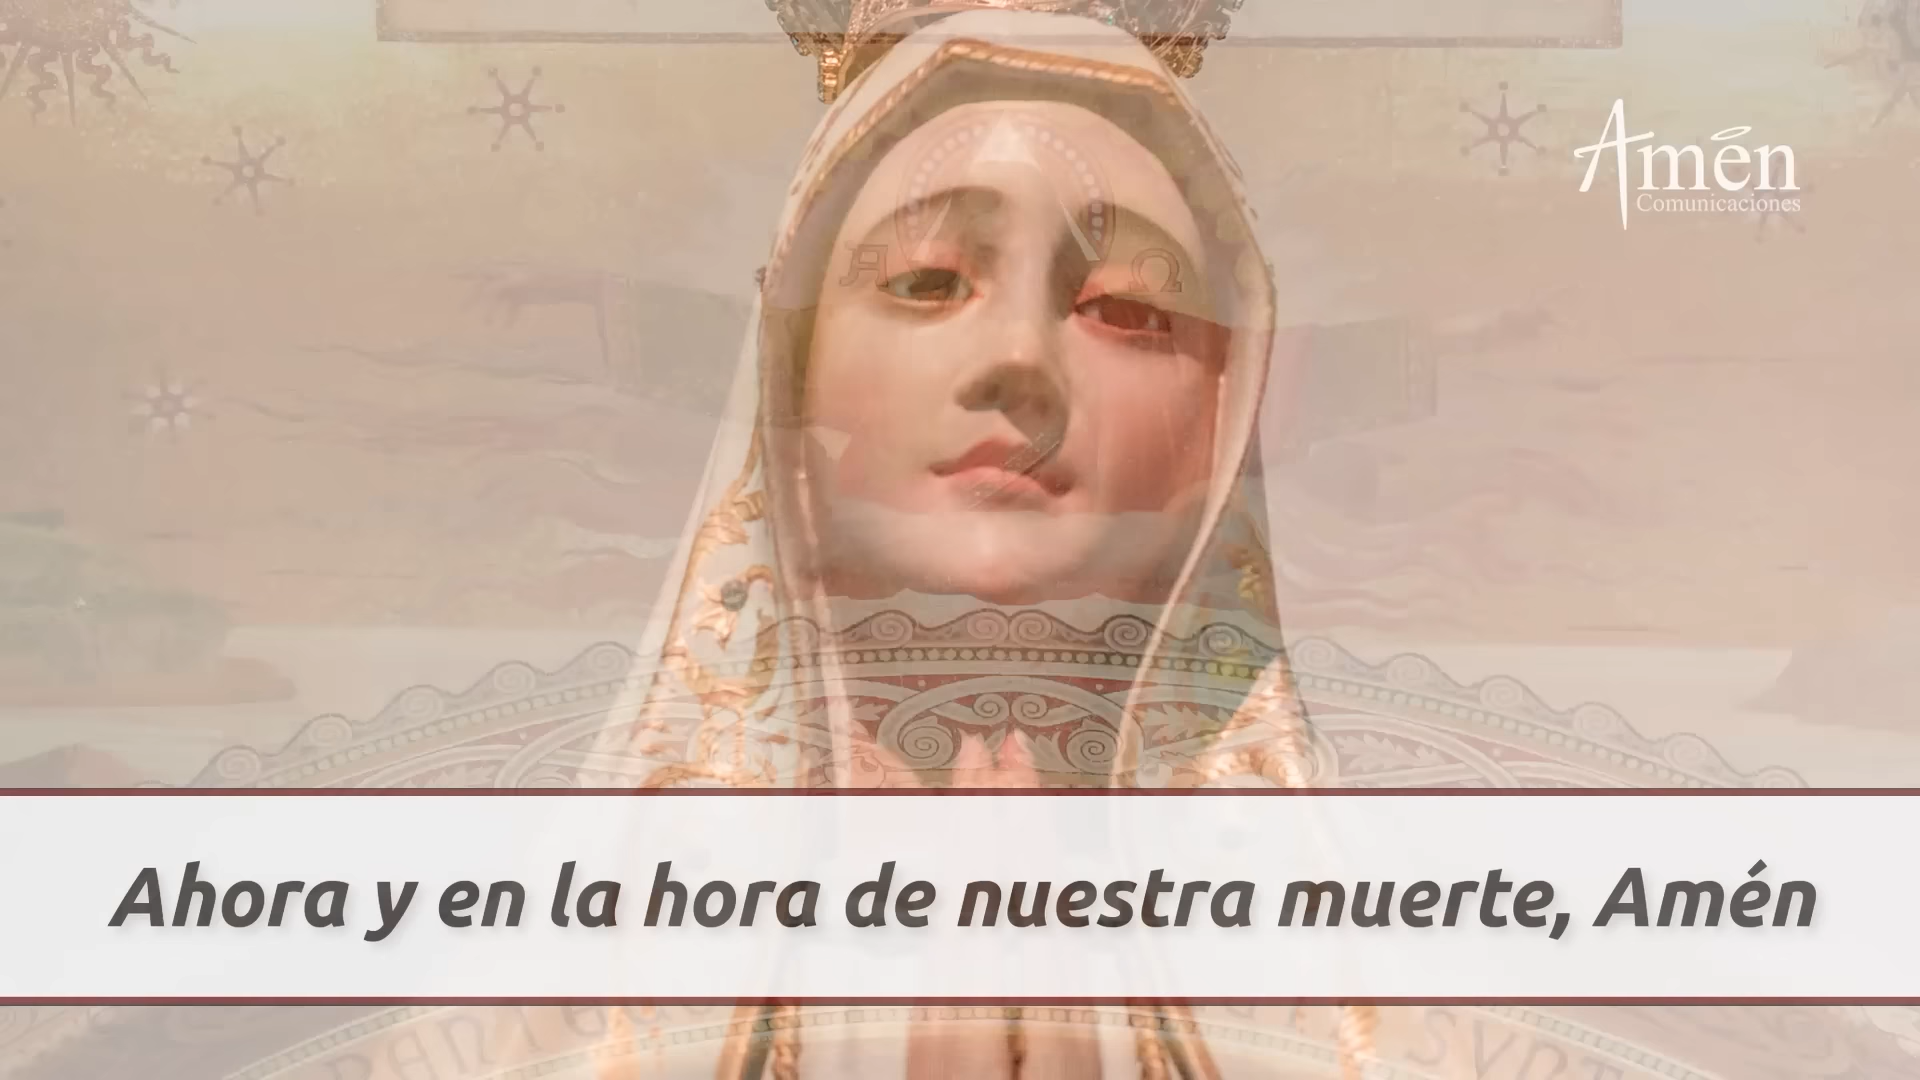 Amén
Comunicaciones
A Ω
Ahora y en la hora de nuestra muerte, Amén